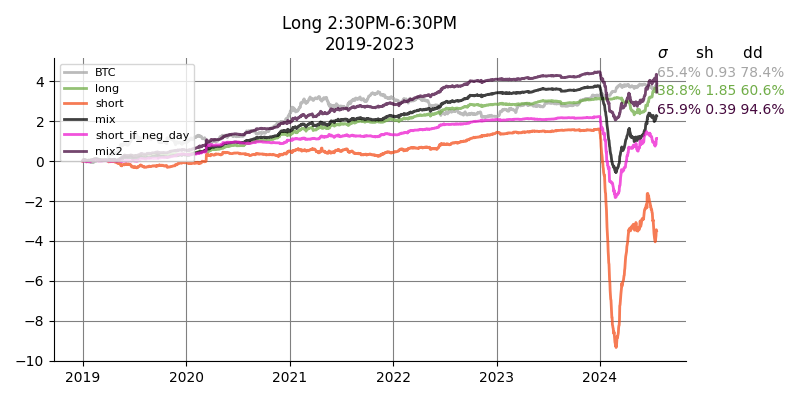 Long 2:30PM-6:30PM
2019-2023
σ sh dd
65.4% 0.93 78.4%
38.8% 1.85 60.6%
65.9% 0.39 94.6%
BTC
long
short
mix
short_if_neg_day
mix2
4
2
0
−2
−4
−6
−8
−10
2019 2020 2021 2022 2023 2024